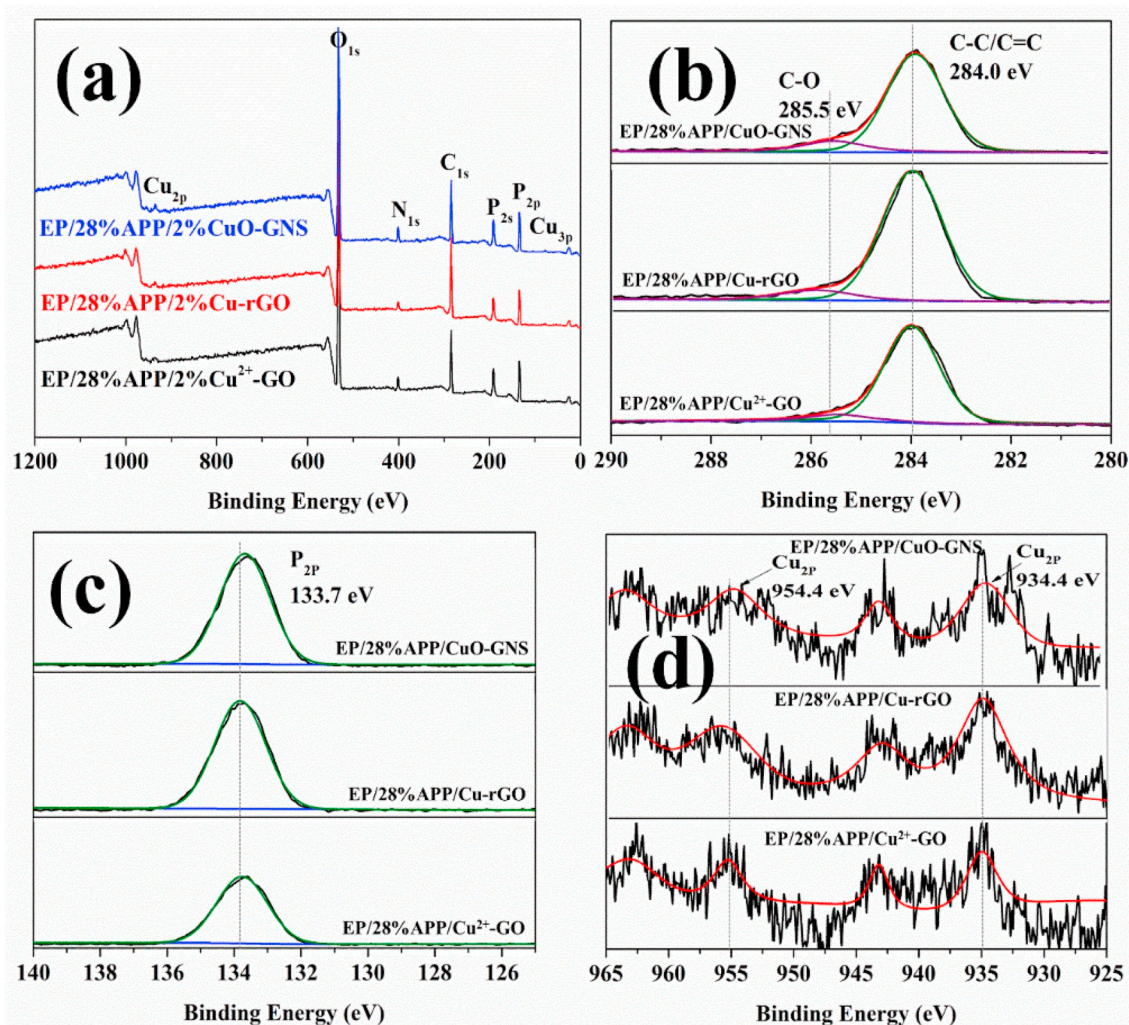 (a)
O1s
Cu2p
N1s
C1s
P2s
P2p
Cu3p
EP/28%APP/2%CuO-GNS
EP/28%APP/2%Cu-rGO
EP/28%APP/2%Cu2+-GO
1200 1000 800 600 400 200 0
Binding Energy (eV)
(b)
C-C/C=C
284.0 eV
C-O
285.5 eV
EP/28%APP/CuO-GNS
EP/28%APP/Cu-rGO
EP/28%APP/Cu2+-GO
290 288 286 284 282 280
Binding Energy (eV)
(c)
P2P
133.7 eV
EP/28%APP/CuO-GNS
EP/28%APP/Cu-rGO
EP/28%APP/Cu2+-GO
140 138 136 134 132 130 128 126
Binding Energy (eV)
(d)
EP/28%APP/CuO-GNS
Cu2P
954.4 eV
Cu2P
934.4 eV
EP/28%APP/Cu-rGO
EP/28%APP/Cu2+-GO
965 960 955 950 945 940 935 930 925
Binding Energy (eV)